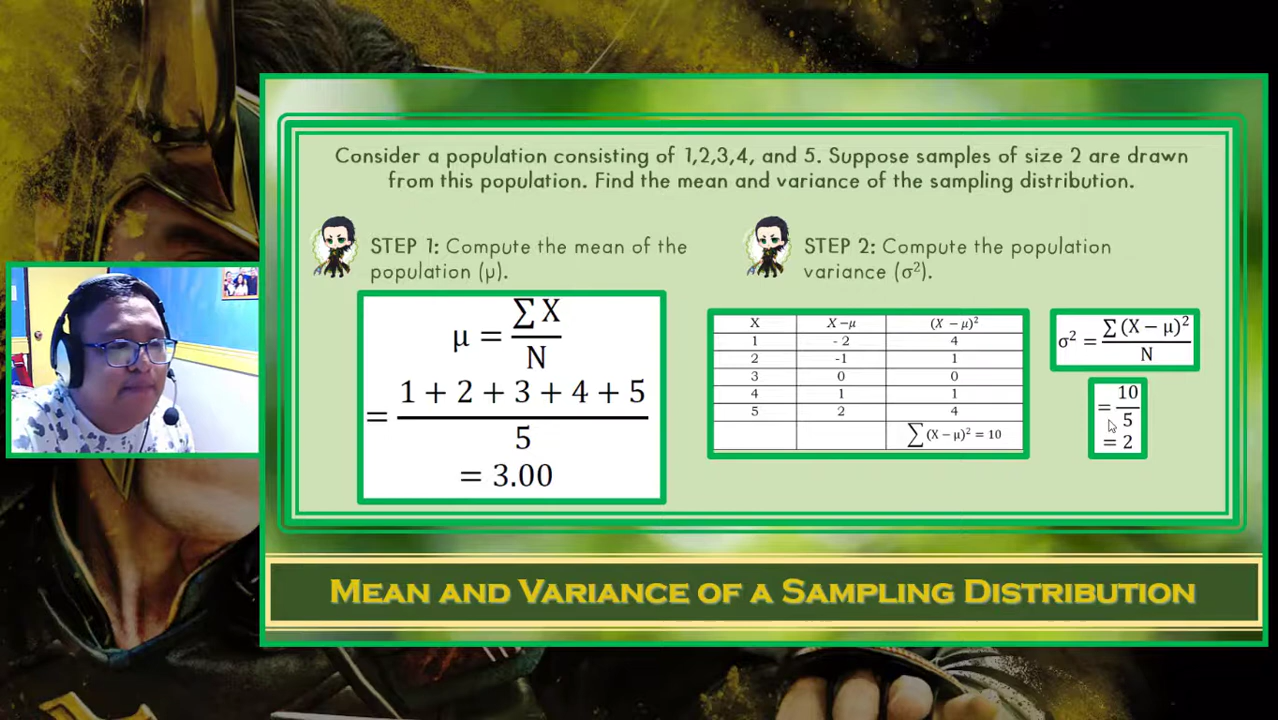 Consider a population consisting of 1,2,3,4, and 5. Suppose samples of size 2 are drawn
from this population. Find the mean and variance of the sampling distribution.
STEP 1: Compute the mean of the
population (μ).
μ = ∑ X / N
= 1 + 2 + 3 + 4 + 5 / 5
= 3.00
STEP 2: Compute the population
variance (σ²).
X X – μ (X − μ)²
1 - 2 4
2 -1 1
3 0 0
4 1 1
5 2 4
∑ (X − μ)² = 10
σ² = ∑ (X − μ)² / N
= 10 / 5
= 2
MEAN AND VARIANCE OF A SAMPLING DISTRIBUTION